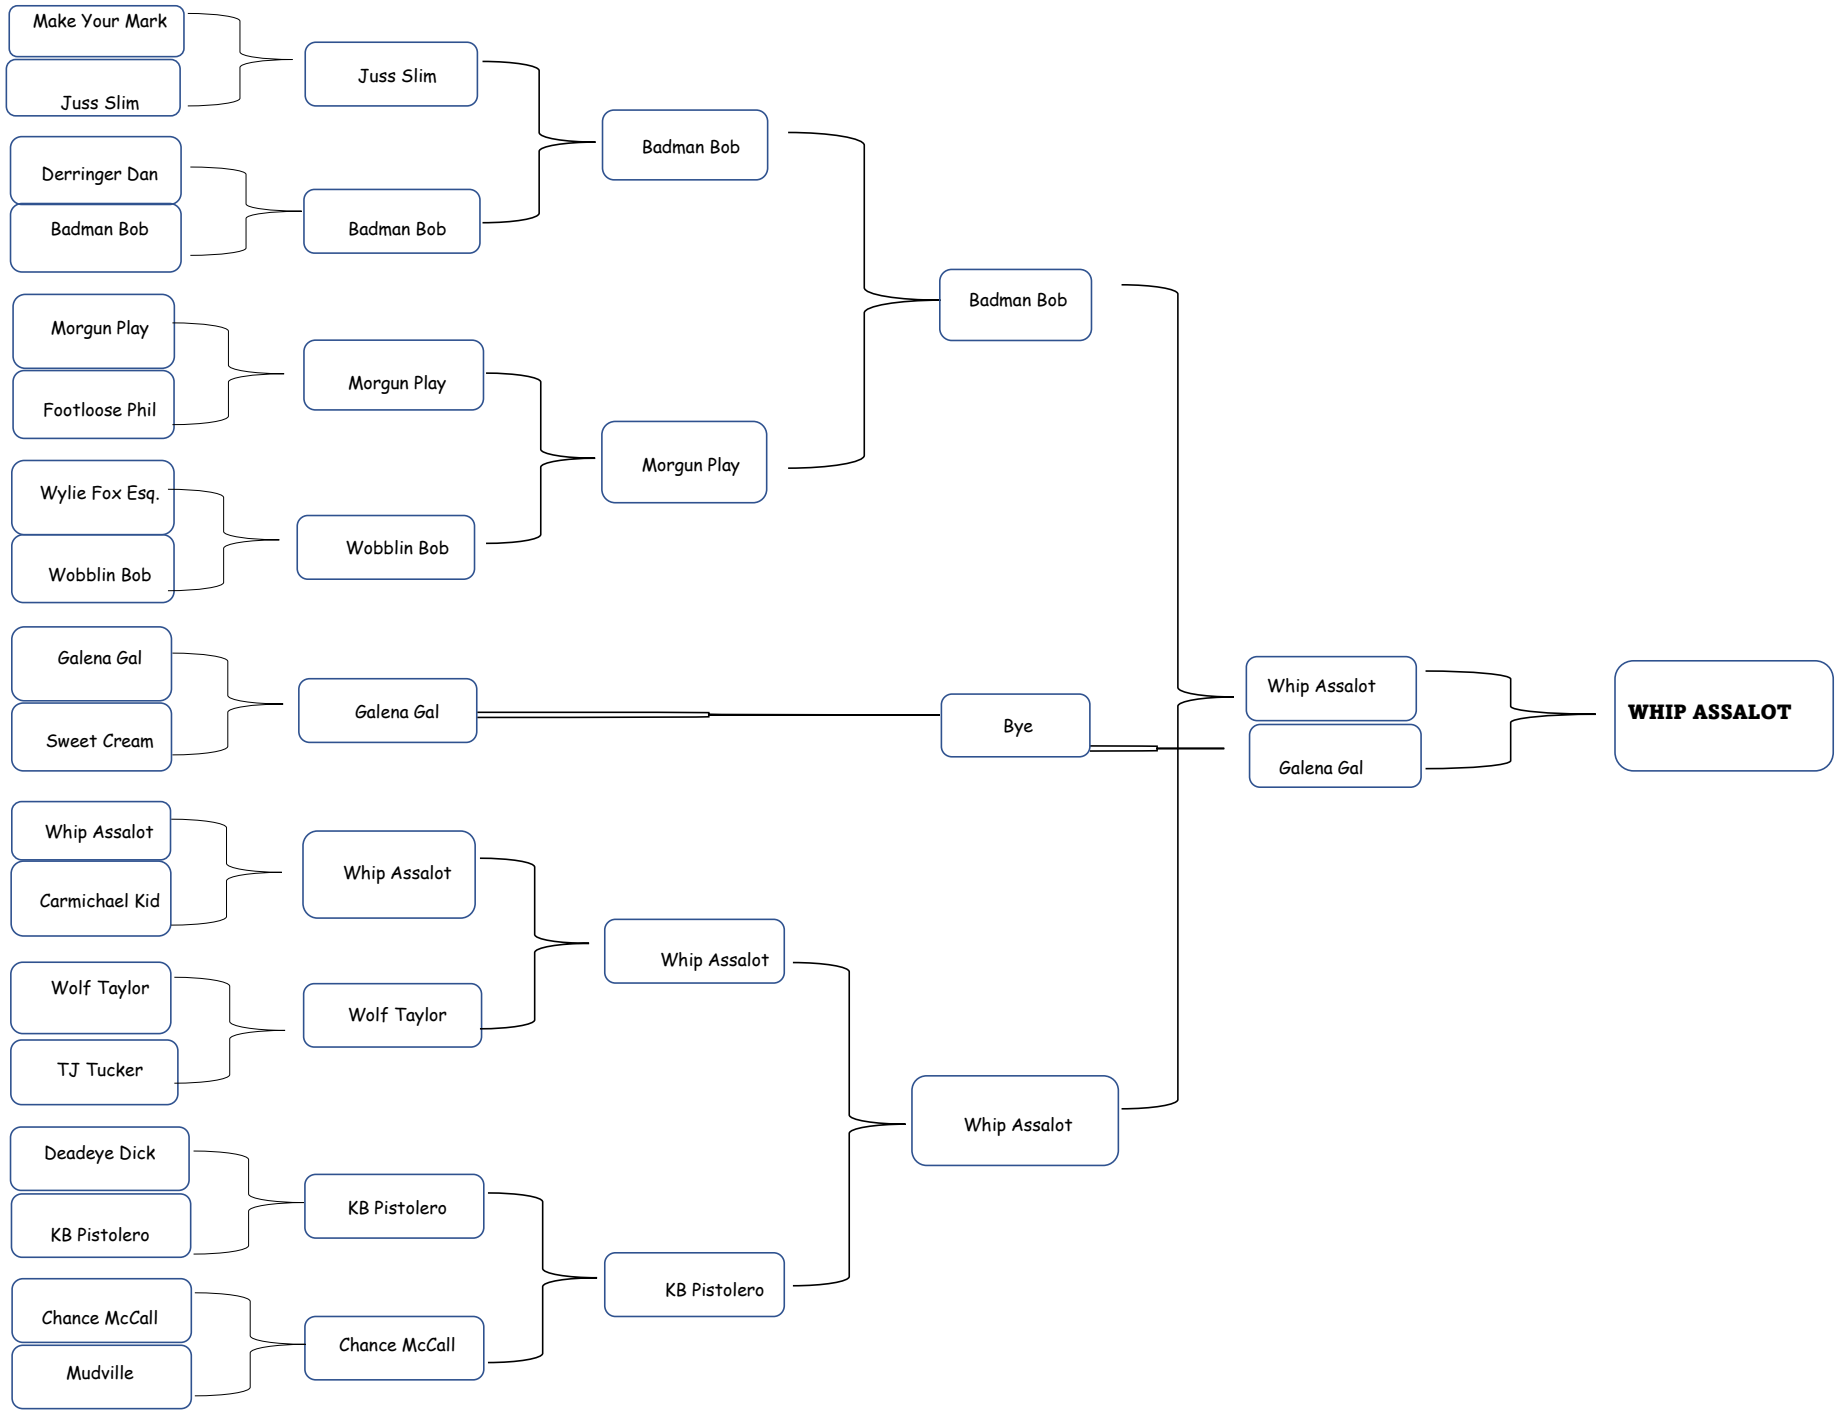 Make Your Mark
Juss Slim
Derringer Dan
Badman Bob
Morgun Play
Footloose Phil
Wylie Fox Esq.
Wobblin Bob
Galena Gal
Sweet Cream
Whip Assalot
Carmichael Kid
Wolf Taylor
TJ Tucker
Deadeye Dick
KB Pistolero
Chance McCall
Mudville
Juss Slim
Badman Bob
Morgun Play
Wobblin Bob
Galena Gal
Whip Assalot
Wolf Taylor
KB Pistolero
Chance McCall
Badman Bob
Morgun Play
Whip Assalot
KB Pistolero
Badman Bob
Bye
Whip Assalot
Whip Assalot
Galena Gal
WHIP ASSALOT